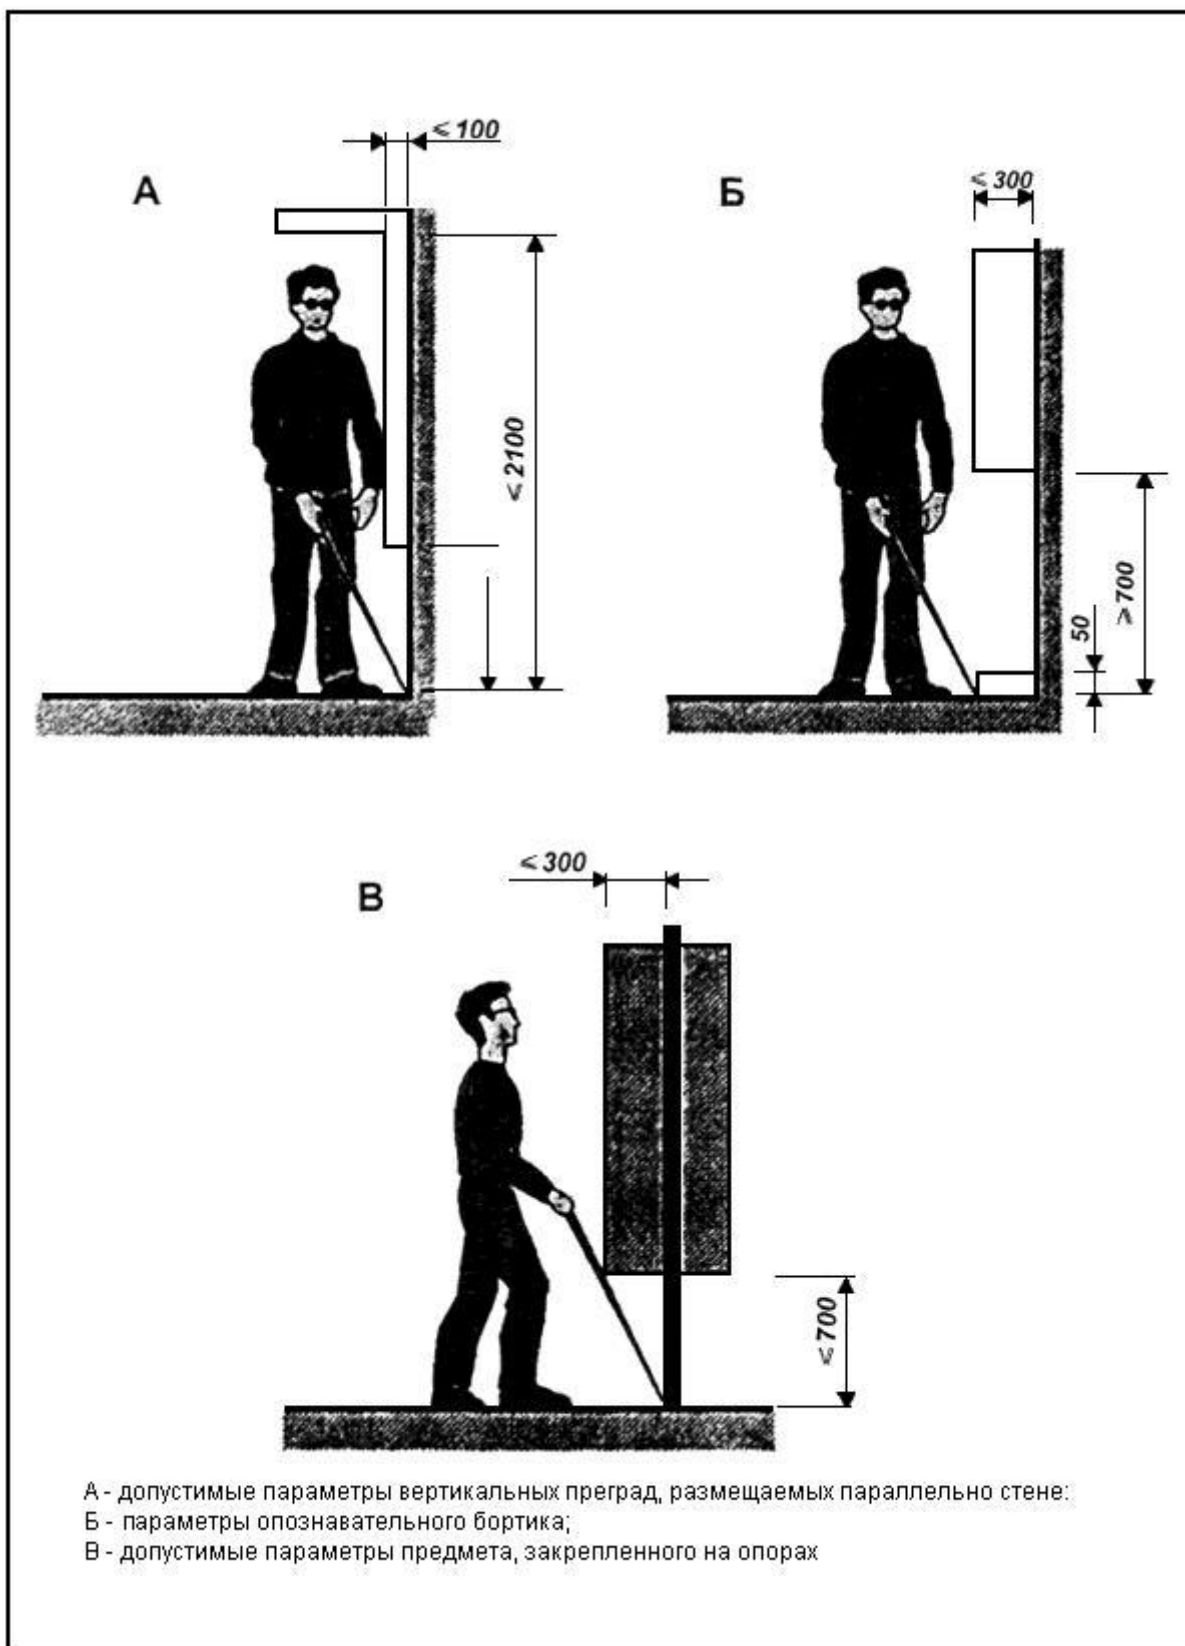 А
≤ 100
< 2100
Б
≤ 300
≥ 700
50
В
≤ 300
≤ 700
А - допустимые параметры вертикальных преград, размещаемых параллельно стене:
Б - параметры опознавательного бортика;
В - допустимые параметры предмета, закрепленного на опорах